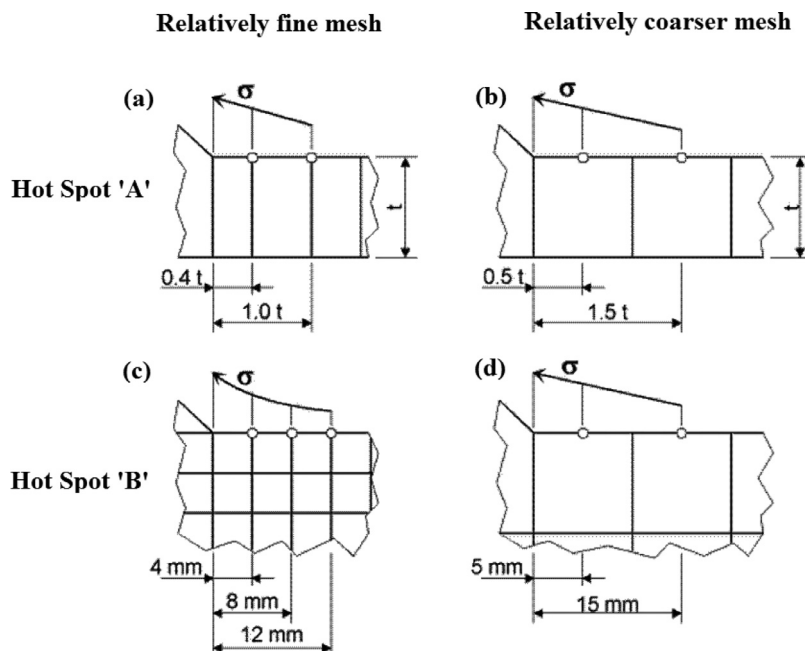 Relatively fine mesh
Relatively coarser mesh
(a)
σ
(b)
σ
Hot Spot 'A'
t
t
0.4 t
1.0 t
0.5 t
1.5 t
(c)
σ
(d)
σ
Hot Spot 'B'
4 mm
8 mm
12 mm
5 mm
15 mm